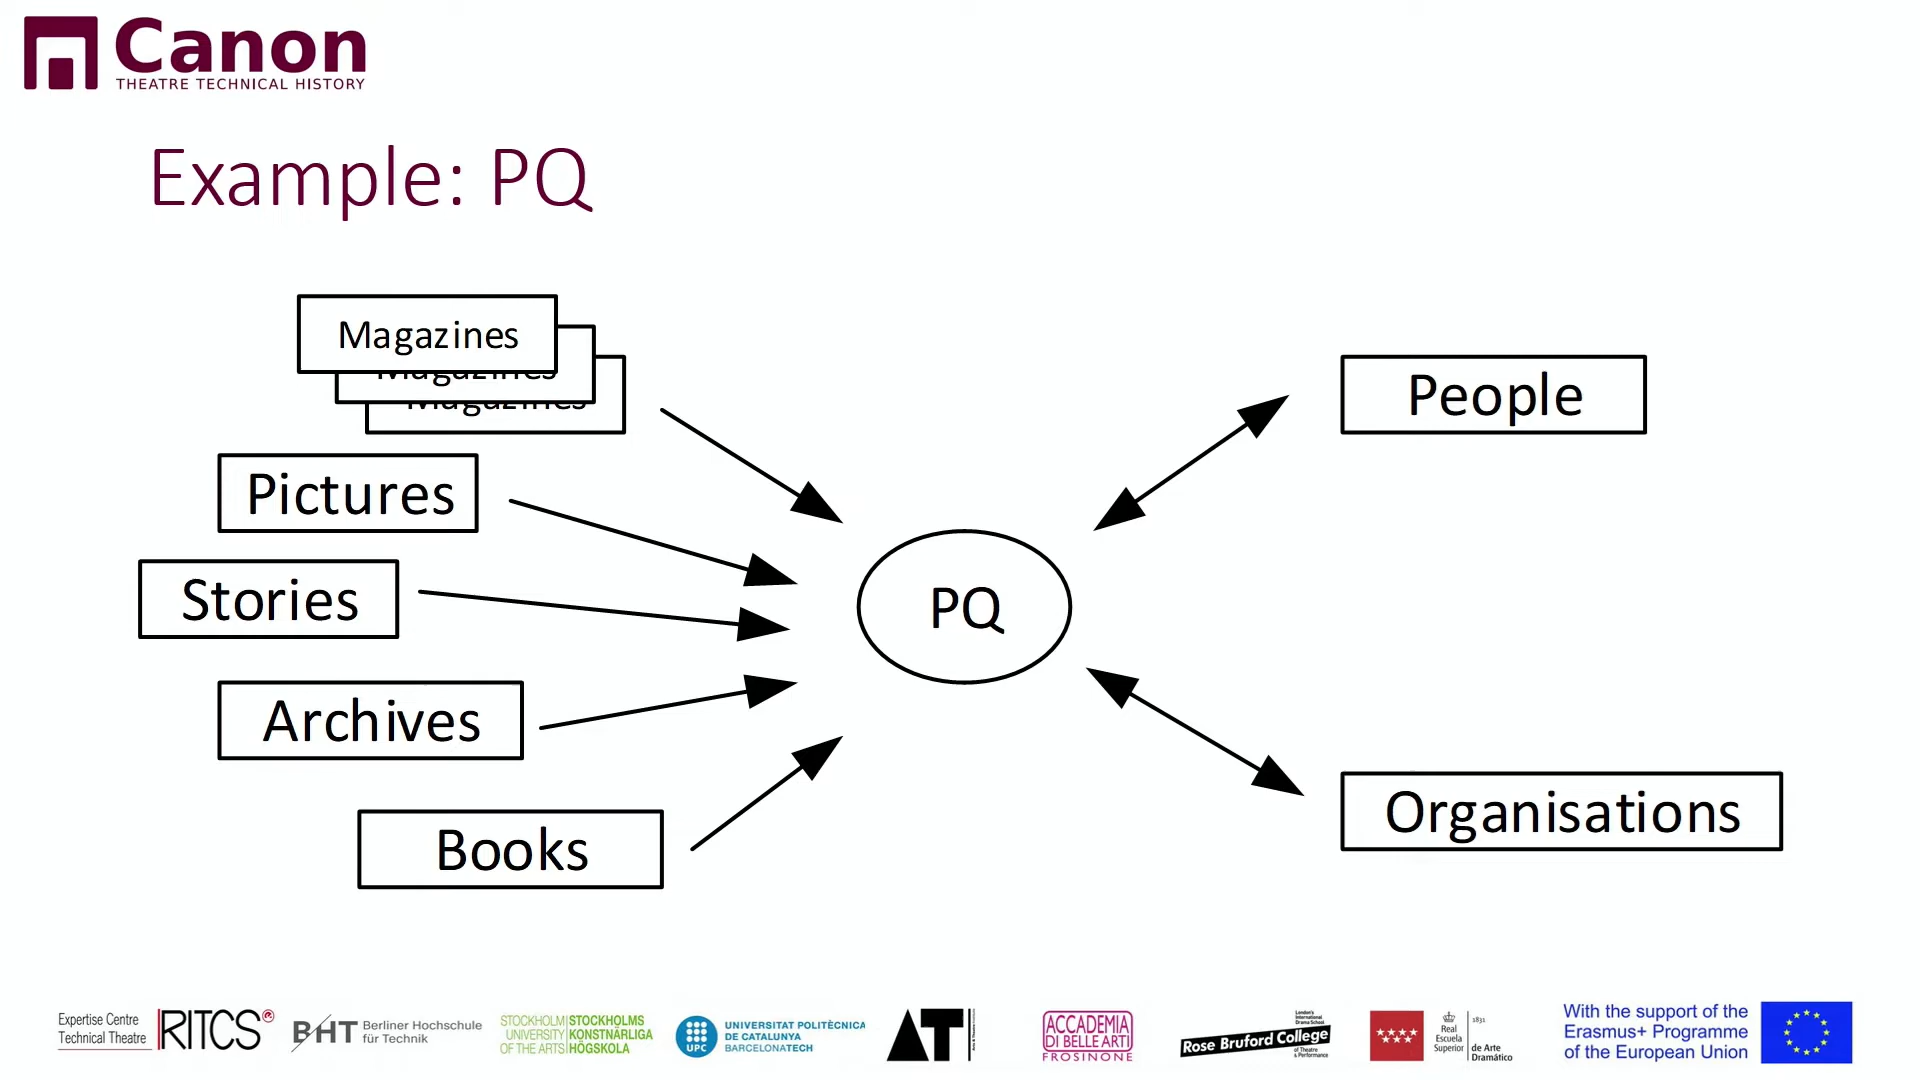 Canon
THEATRE TECHNICAL HISTORY
Example: PQ
Magazines
Magazines
Magazines
Pictures
Stories
Archives
Books
PQ
People
Organisations
Expertise Centre
Technical Theatre
RITCS
BHT
Berliner Hochschule
für Technik
STOCKHOLM
UNIVERSITY
OF THE ARTS
STOCKHOLMS
KONSTNÄRLIGA
HÖGSKOLA
UPC
UNIVERSITAT POLITÈCNICA
DE CATALUNYA
BARCELONATECH
AT
ACCADEMIA
DI BELLE ARTI
FROSINONE
London's
International
Drama School
Rose Bruford College
of Theatre
& Performance
Real
Escuela
Superior
1831
de Arte
Dramático
With the support of the
Erasmus+ Programme
of the European Union